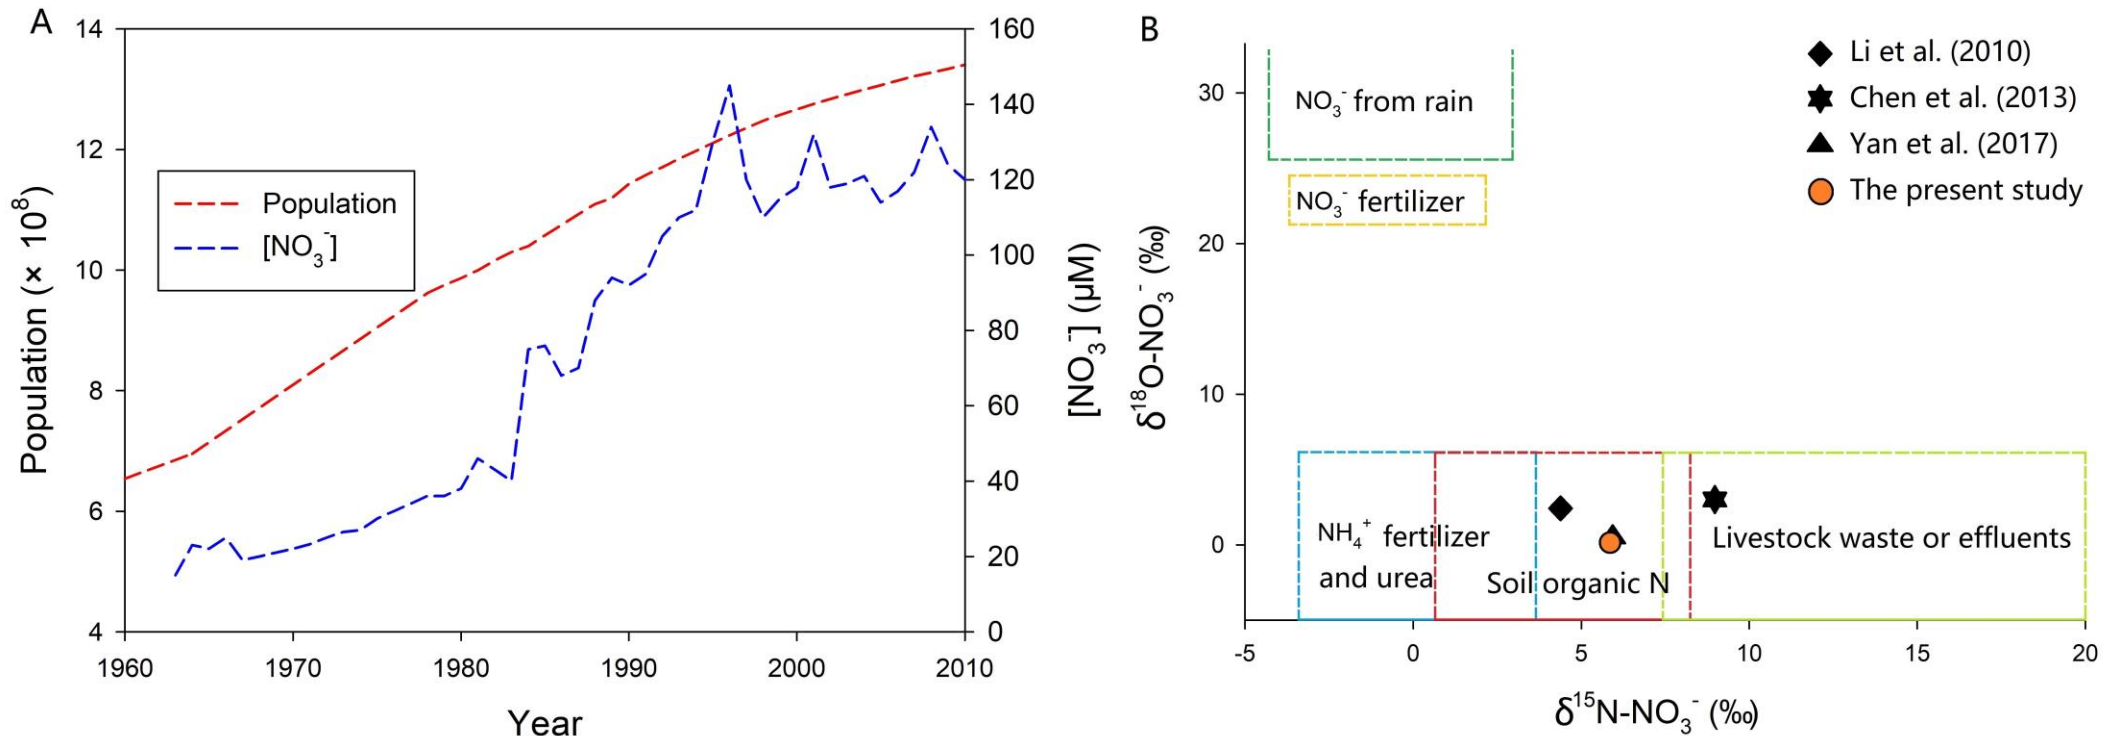 A
14
12
10
8
6
4
Population (× 10⁸)
Population
[NO₃⁻]
160
140
120
100
80
60
40
20
0
[NO₃⁻] (μM)
1960 1970 1980 1990 2000 2010
Year
B
30
20
10
0
δ¹⁸O-NO₃⁻ (‰)
NO₃⁻ from rain
NO₃⁻ fertilizer
Li et al. (2010)
Chen et al. (2013)
Yan et al. (2017)
The present study
NH₄⁺ fertilizer
and urea
Soil organic N
Livestock waste or effluents
-5 0 5 10 15 20
δ¹⁵N-NO₃⁻ (‰)